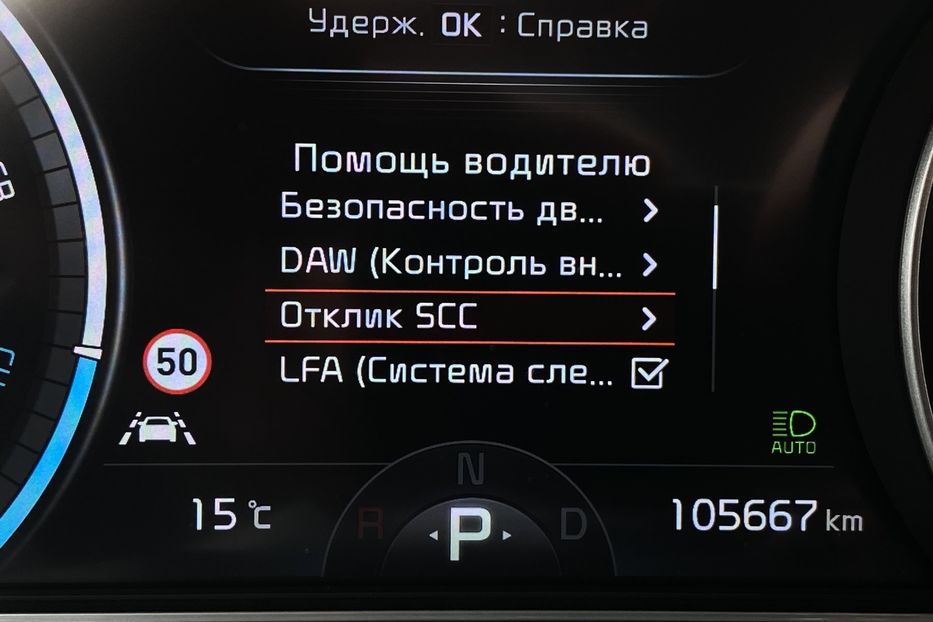 Удерж. OK : Справка
Помощь водителю
Безопасность дв...
DAW (Контроль вн...
Отклик SCC
LFA (Система сле...
50
AUTO
N
15 °C
R P D
105667 km